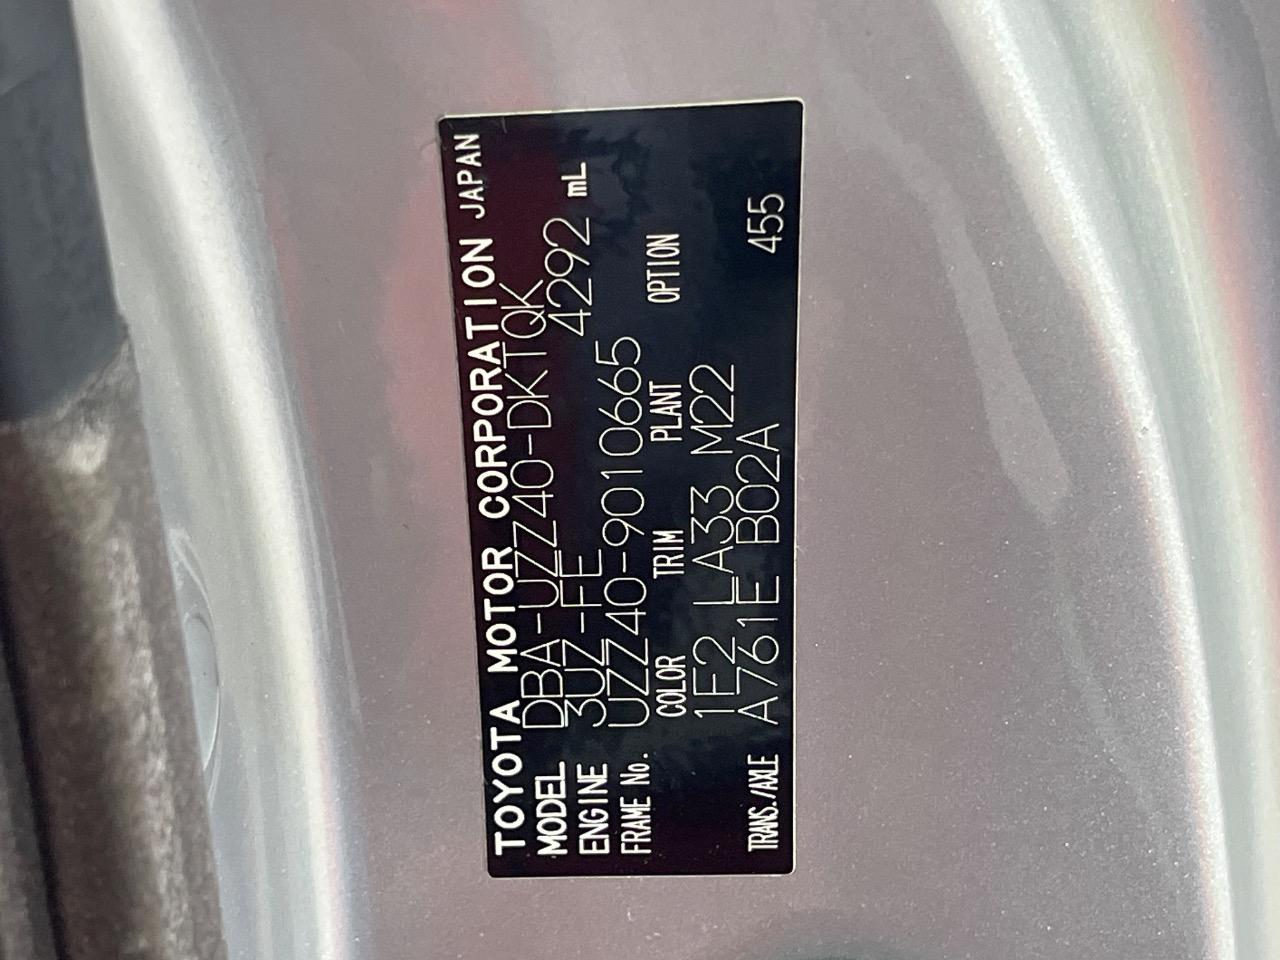 TOYOTA MOTOR CORPORATION JAPAN
MODEL DBA-UZZ40-DKTQK
ENGINE 3UZ-FE 4292 mL
FRAME No. UZZ40-9010665
COLOR TRIM PLANT OPTION
1F2 LA33 M22
TRANS./AXLE A761E B02A 455